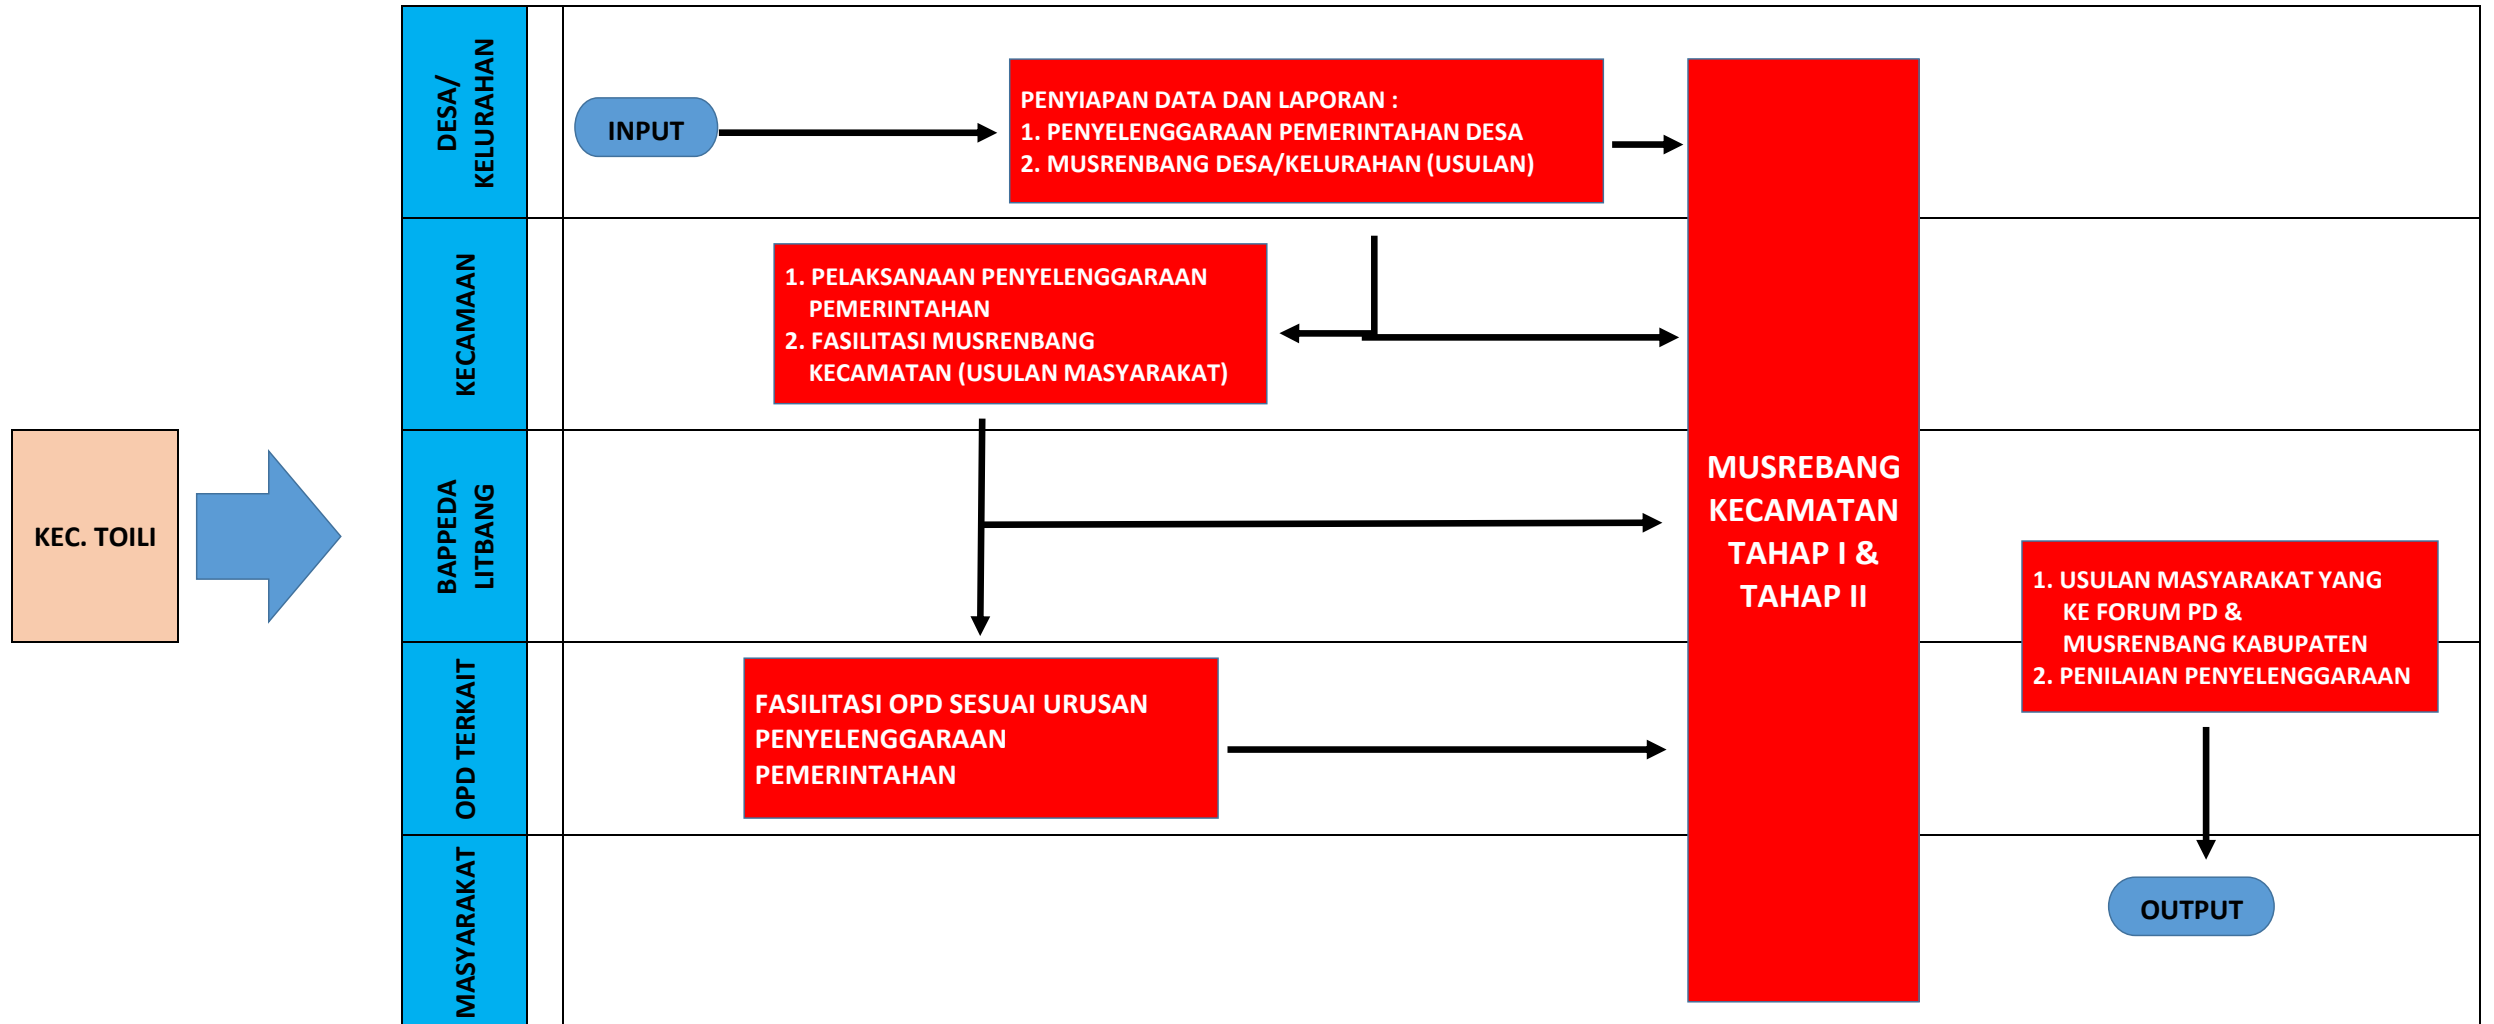 DESA/
KELURAHAN
INPUT
PENYIAPAN DATA DAN LAPORAN :
1. PENYELENGGARAAN PEMERINTAHAN DESA
2. MUSRENBANG DESA/KELURAHAN (USULAN)
KECAMAAN
1. PELAKSANAAN PENYELENGGARAAN
PEMERINTAHAN
2. FASILITASI MUSRENBANG
KECAMATAN (USULAN MASYARAKAT)
KEC. TOILI
BAPPEDA
LITBANG
MUSREBANG
KECAMATAN
TAHAP I &
TAHAP II
1. USULAN MASYARAKAT YANG
KE FORUM PD &
MUSRENBANG KABUPATEN
2. PENILAIAN PENYELENGGARAAN
OPD TERKAIT
FASILITASI OPD SESUAI URUSAN
PENYELENGGARAAN
PEMERINTAHAN
MASYARAKAT
OUTPUT